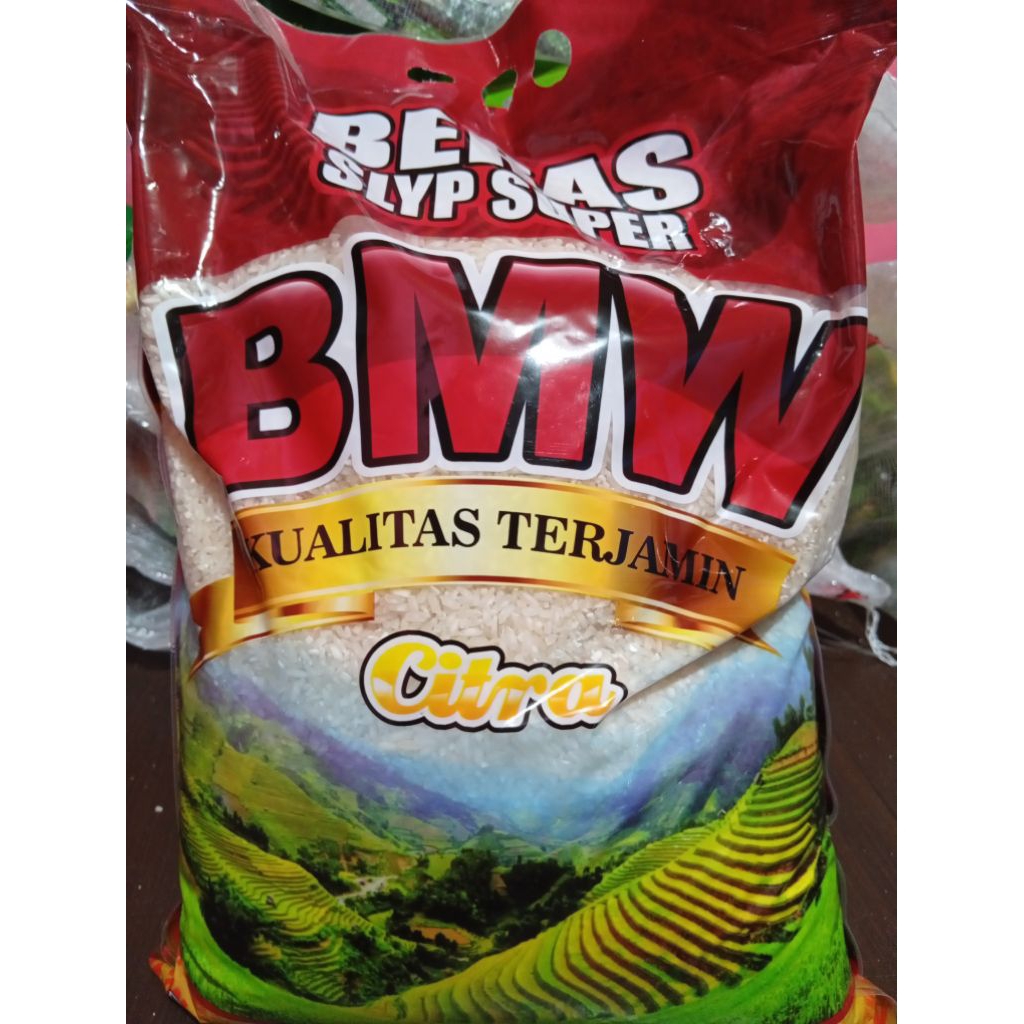 BERAS
SLYP SUPER
BMW
KUALITAS TERJAMIN
Citra